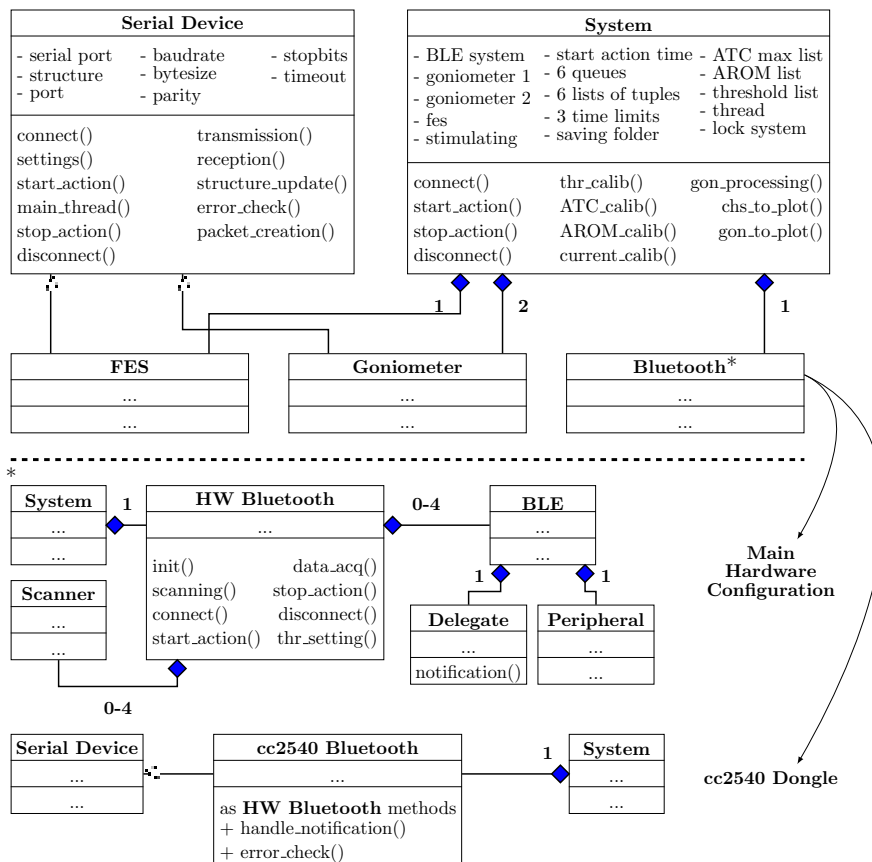 Serial Device
- serial port
- structure
- port
- baudrate
- bytesize
- parity
- stopbits
- timeout
connect()
settings()
start_action()
main_thread()
stop_action()
disconnect()
transmission()
reception()
structure_update()
error_check()
packet_creation()
System
- BLE system
- goniometer 1
- goniometer 2
- fes
- stimulating
- start action time
- 6 queues
- 6 lists of tuples
- 3 time limits
- saving folder
- ATC max list
- AROM list
- threshold list
- thread
- lock system
connect()
start_action()
stop_action()
disconnect()
thr_calib()
ATC_calib()
AROM_calib()
current_calib()
gon_processing()
chs_to_plot()
gon_to_plot()
1
2
1
FES
...
...
Goniometer
...
...
Bluetooth*
...
...
*
System
...
...
1
HW Bluetooth
...
init()
scanning()
connect()
start_action()
data_acq()
stop_action()
disconnect()
thr_setting()
0-4
BLE
...
...
Scanner
...
...
0-4
1
1
Delegate
...
notification()
Peripheral
...
...
Main
Hardware
Configuration
Serial Device
...
...
cc2540 Bluetooth
...
as HW Bluetooth methods
+ handle_notification()
+ error_check()
1
System
...
...
cc2540 Dongle